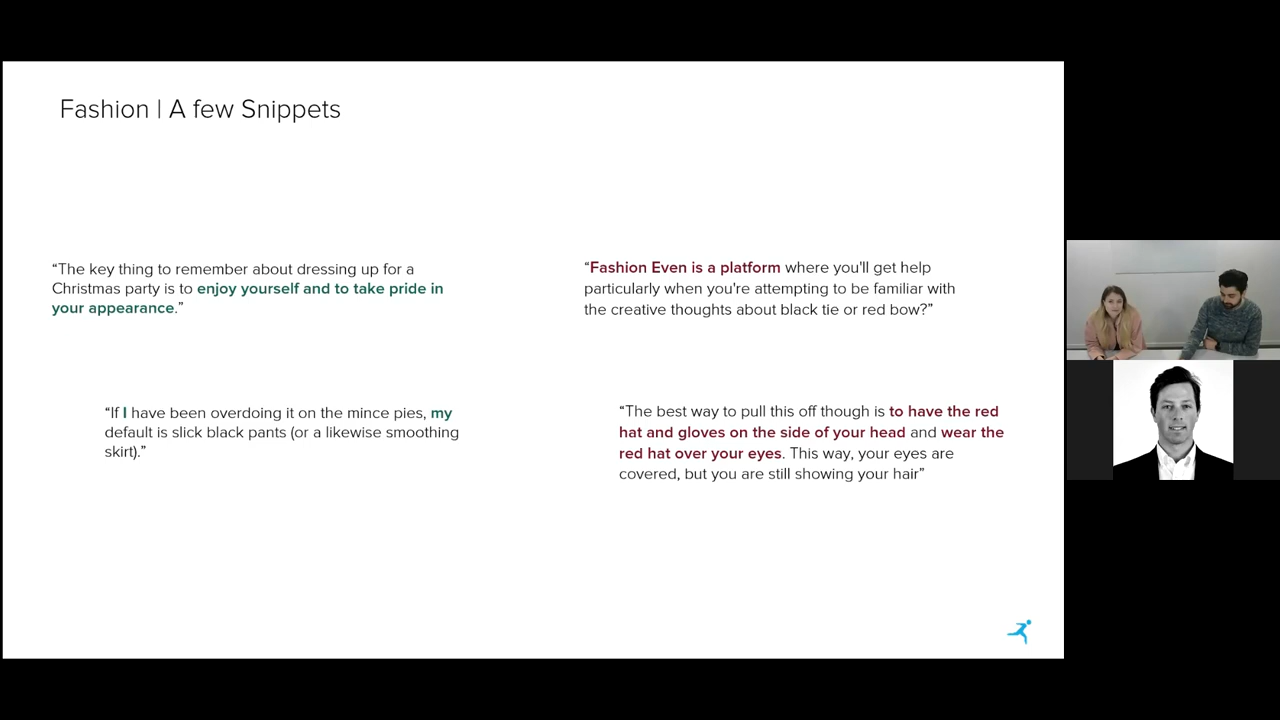 Fashion | A few Snippets
“The key thing to remember about dressing up for a
Christmas party is to enjoy yourself and to take pride in
your appearance.”
“Fashion Even is a platform where you'll get help
particularly when you're attempting to be familiar with
the creative thoughts about black tie or red bow?”
“If I have been overdoing it on the mince pies, my
default is slick black pants (or a likewise smoothing
skirt).”
“The best way to pull this off though is to have the red
hat and gloves on the side of your head and wear the
red hat over your eyes. This way, your eyes are
covered, but you are still showing your hair”